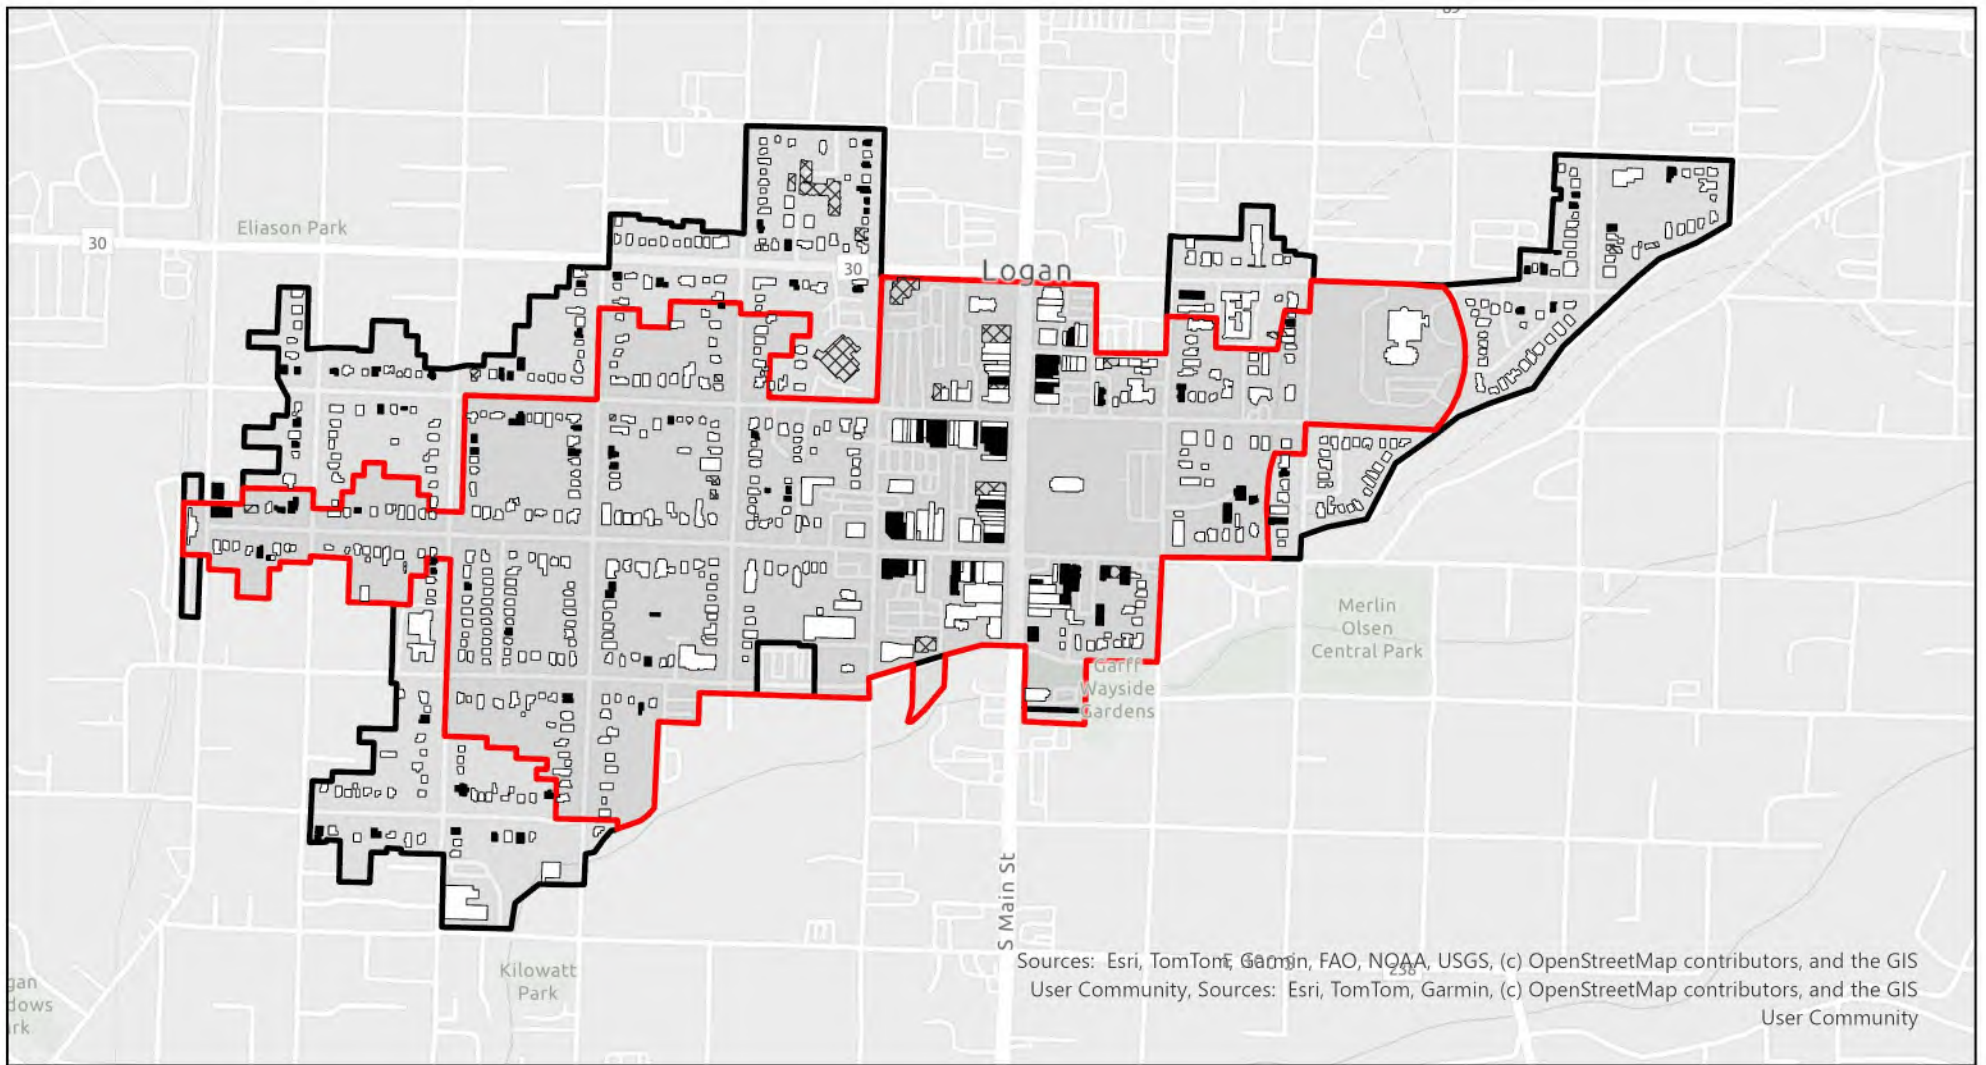 Eliason Park
30
30
Logan
Merlin
Olsen
Central Park
Garff
Wayside
Gardens
S Main St
Kilowatt
Park
238
Sources: Esri, TomTom, Garmin, FAO, NOAA, USGS, (c) OpenStreetMap contributors, and the GIS
User Community, Sources: Esri, TomTom, Garmin, (c) OpenStreetMap contributors, and the GIS
User Community